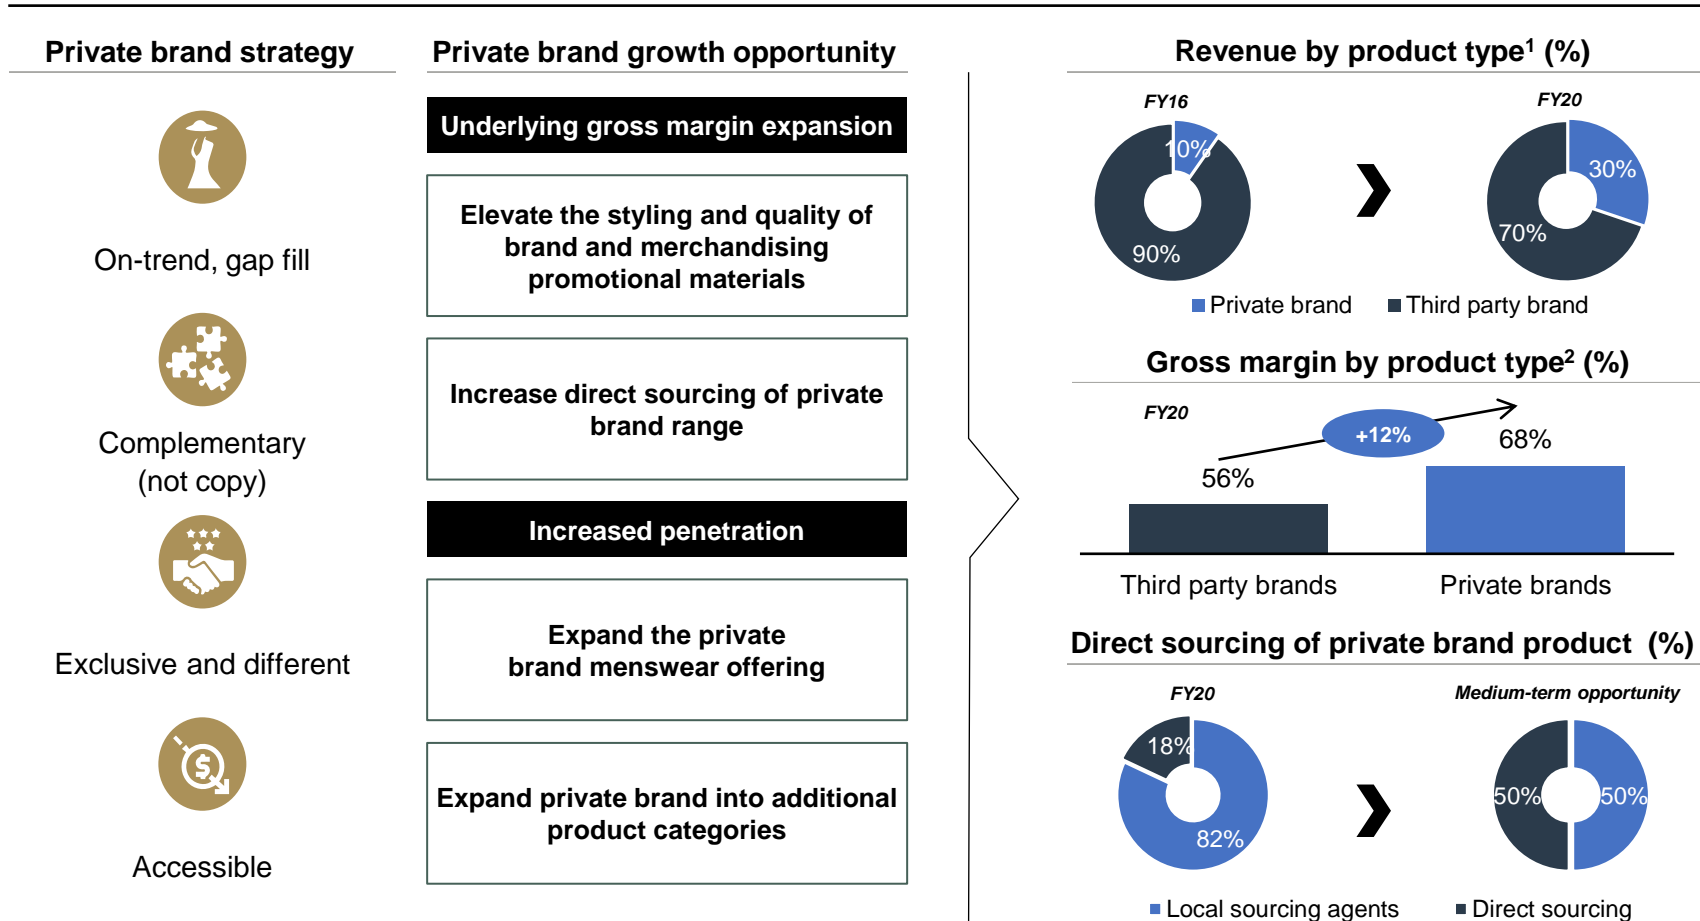 Private brand strategy
On-trend, gap fill
Complementary
(not copy)
Exclusive and different
$
Accessible
Private brand growth opportunity
Underlying gross margin expansion
Elevate the styling and quality of
brand and merchandising
promotional materials
Increase direct sourcing of private
brand range
Increased penetration
Expand the private
brand menswear offering
Expand private brand into additional
product categories
Revenue by product type¹ (%)
FY16
10%
90%
FY20
30%
70%
Private brand
Third party brand
Gross margin by product type² (%)
FY20
+12%
56%
68%
Third party brands
Private brands
Direct sourcing of private brand product (%)
FY20
18%
82%
Medium-term opportunity
50%
50%
Local sourcing agents
Direct sourcing